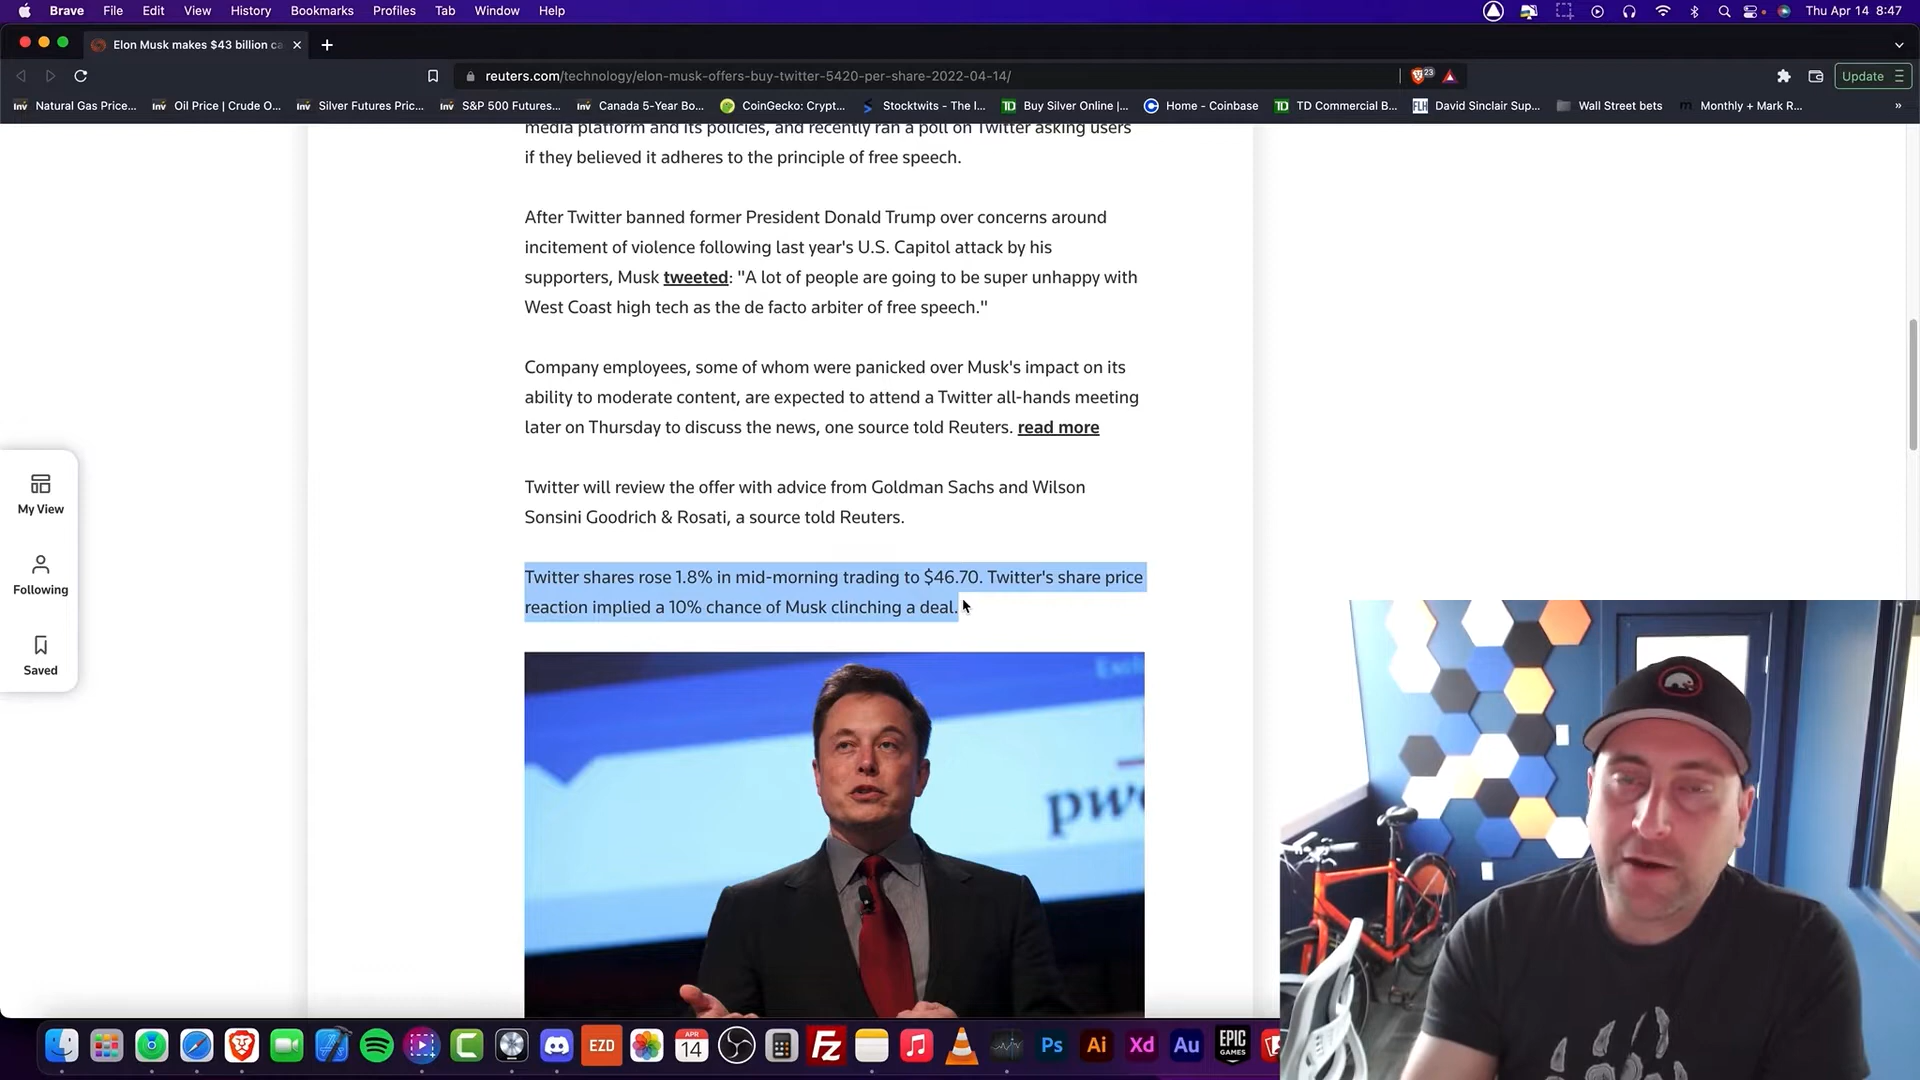 Brave File Edit View History Bookmarks Profiles Tab Window Help
Thu Apr 14 8:47
Elon Musk makes $43 billion ca
reuters.com/technology/elon-musk-offers-buy-twitter-5420-per-share-2022-04-14/
23
Update
Inv Natural Gas Price... Inv Oil Price | Crude O... Inv Silver Futures Pric... Inv S&P 500 Futures... Inv Canada 5-Year Bo... CoinGecko: Crypt... Stocktwits - The l... TD Buy Silver Online |... Home - Coinbase TD TD Commercial B... FLH David Sinclair Sup... Wall Street bets m Monthly + Mark R... »
media platform and its policies, and recently ran a poll on Twitter asking users
if they believed it adheres to the principle of free speech.
After Twitter banned former President Donald Trump over concerns around
incitement of violence following last year's U.S. Capitol attack by his
supporters, Musk tweeted: "A lot of people are going to be super unhappy with
West Coast high tech as the de facto arbiter of free speech."
Company employees, some of whom were panicked over Musk's impact on its
ability to moderate content, are expected to attend a Twitter all-hands meeting
later on Thursday to discuss the news, one source told Reuters. read more
Twitter will review the offer with advice from Goldman Sachs and Wilson
Sonsini Goodrich & Rosati, a source told Reuters.
Twitter shares rose 1.8% in mid-morning trading to $46.70. Twitter's share price
reaction implied a 10% chance of Musk clinching a deal.
My View
Following
Saved
pwc
EZD
APR
14
Fz
Ps
Ai
Xd
Au
EPIC
GAMES